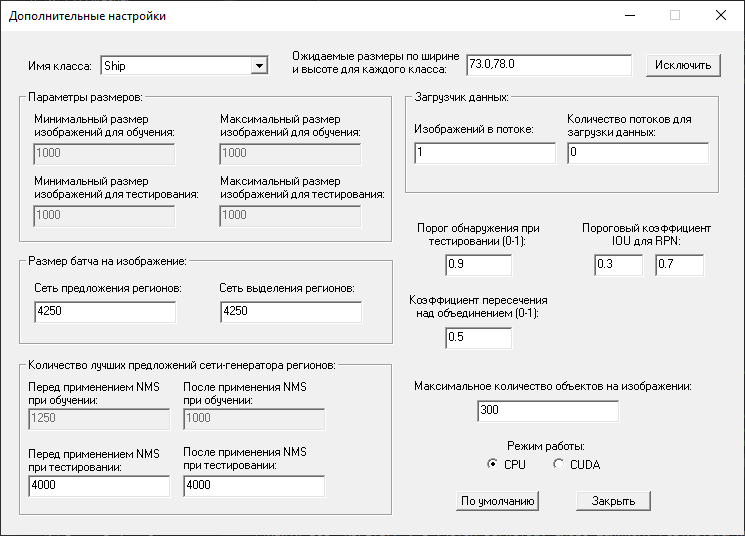 Дополнительные настройки
Имя класса:
Ship
Ожидаемые размеры по ширине
и высоте для каждого класса:
73.0,78.0
Исключить
Параметры размеров:
Минимальный размер
изображений для обучения:
1000
Максимальный размер
изображений для обучения:
1000
Минимальный размер
изображений для тестирования:
1000
Максимальный размер
изображений для тестирования:
1000
Загрузчик данных:
Изображений в потоке:
1
Количество потоков для
загрузки данных:
0
Размер батча на изображение:
Сеть предложения регионов:
4250
Сеть выделения регионов:
4250
Порог обнаружения при
тестировании (0-1):
0.9
Пороговый коэффициент
IOU для RPN:
0.3
0.7
Коэффициент пересечения
над объединением (0-1):
0.5
Количество лучших предложений сети-генератора регионов:
Перед применением NMS
при обучении:
1250
После применения NMS
при обучении:
1000
Перед применением NMS
при тестировании:
4000
После применения NMS
при тестировании:
4000
Максимальное количество объектов на изображении:
300
Режим работы:
CPU
CUDA
По умолчанию
Закрыть